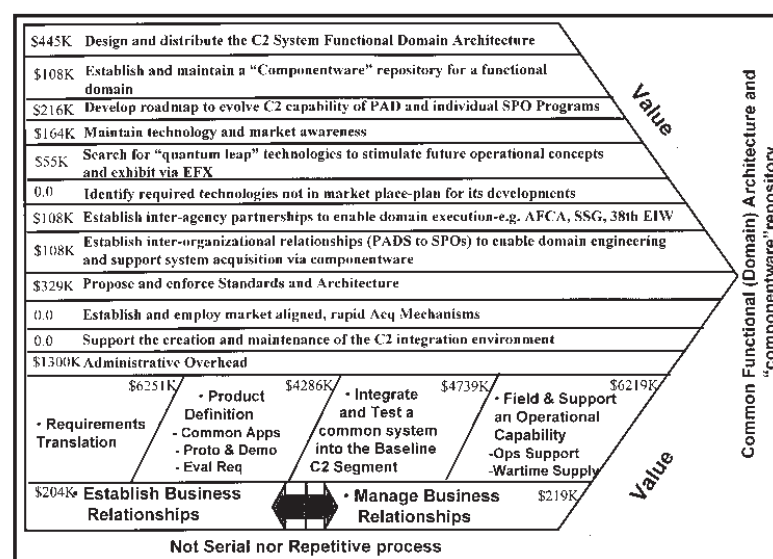 $445K Design and distribute the C2 System Functional Domain Architecture
$108K Establish and maintain a “Componentware” repository for a functional
domain
$216K Develop roadmap to evolve C2 capability of PAD and individual SPO Programs
$164K Maintain technology and market awareness
$55K Search for “quantum leap” technologies to stimulate future operational concepts
and exhibit via EFX
0.0 Identify required technologies not in market place-plan for its developments
$108K Establish inter-agency partnerships to enable domain execution-e.g. AFCA, SSG, 38th EIW
$108K Establish inter-organizational relationships (PADS to SPOs) to enable domain engineering
and support system acquisition via componentware
$329K Propose and enforce Standards and Architecture
0.0 Establish and employ market aligned, rapid Acq Mechanisms
0.0 Support the creation and maintenance of the C2 integration environment
$1300K Administrative Overhead
Value
$6251K
• Requirements
Translation
$4286K
• Product
Definition
- Common Apps
- Proto & Demo
- Eval Req
$4739K
• Integrate
and Test a
common system
into the Baseline
C2 Segment
$6219K
• Field & Support
an Operational
Capability
-Ops Support
-Wartime Supply
$204K• Establish Business
Relationships
• Manage Business
Relationships
$219K
Value
Not Serial nor Repetitive process
Common Functional (Domain) Architecture and
“componentware”repository